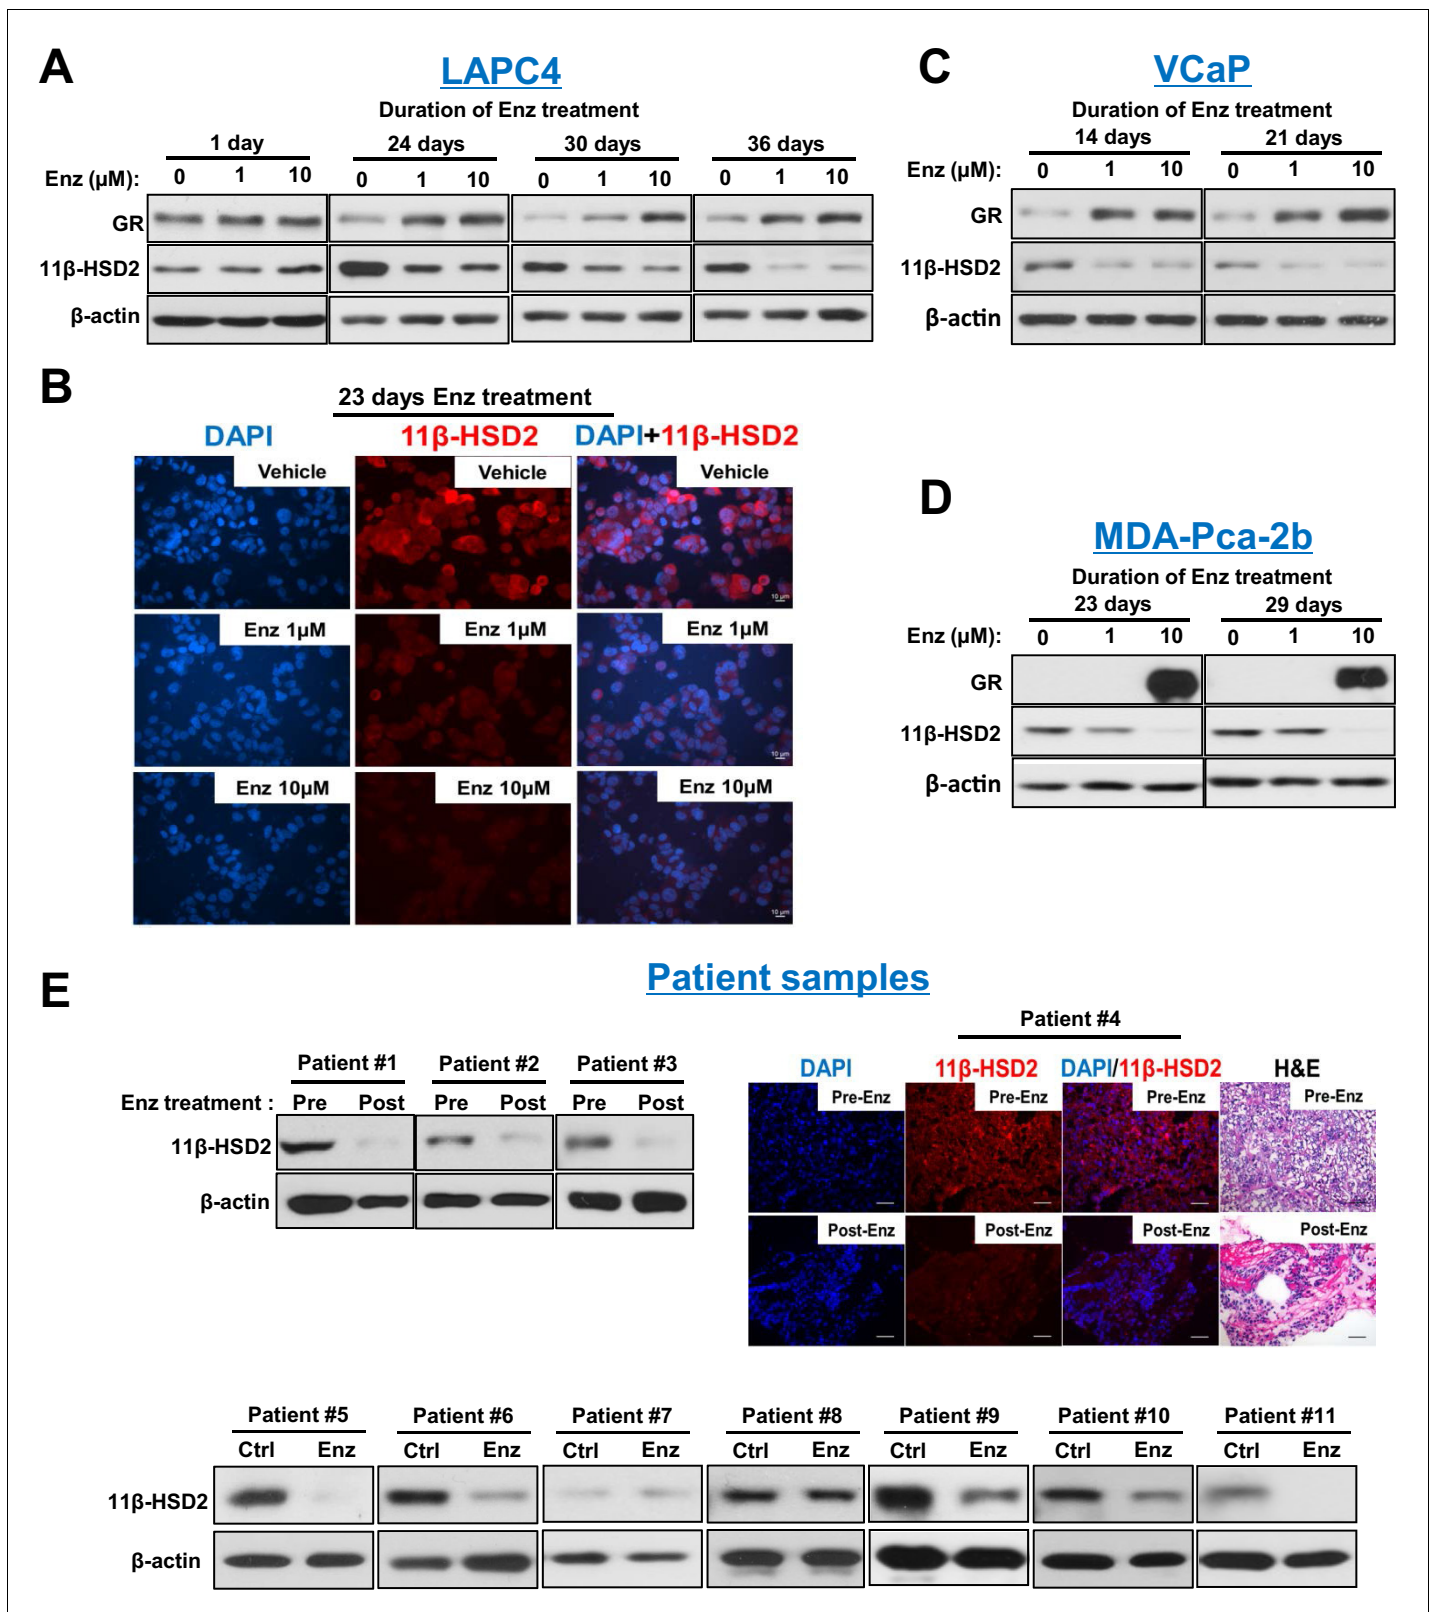 A
LAPC4
Duration of Enz treatment
1 day 24 days 30 days 36 days
Enz (µM): 0 1 10 0 1 10 0 1 10 0 1 10
GR
11β-HSD2
β-actin
C
VCaP
Duration of Enz treatment
14 days 21 days
Enz (µM): 0 1 10 0 1 10
GR
11β-HSD2
β-actin
B
23 days Enz treatment
DAPI 11β-HSD2 DAPI+11β-HSD2
Vehicle Vehicle Vehicle
10 µm
Enz 1µM Enz 1µM Enz 1µM
10 µm
Enz 10µM Enz 10µM Enz 10µM
10 µm
D
MDA-Pca-2b
Duration of Enz treatment
23 days 29 days
Enz (µM): 0 1 10 0 1 10
GR
11β-HSD2
β-actin
E
Patient samples
Patient #1 Patient #2 Patient #3
Enz treatment : Pre Post Pre Post Pre Post
11β-HSD2
β-actin
Patient #4
DAPI 11β-HSD2 DAPI/11β-HSD2 H&E
Pre-Enz Pre-Enz Pre-Enz Pre-Enz
Post-Enz Post-Enz Post-Enz Post-Enz
Patient #5 Patient #6 Patient #7 Patient #8 Patient #9 Patient #10 Patient #11
Ctrl Enz Ctrl Enz Ctrl Enz Ctrl Enz Ctrl Enz Ctrl Enz Ctrl Enz
11β-HSD2
β-actin